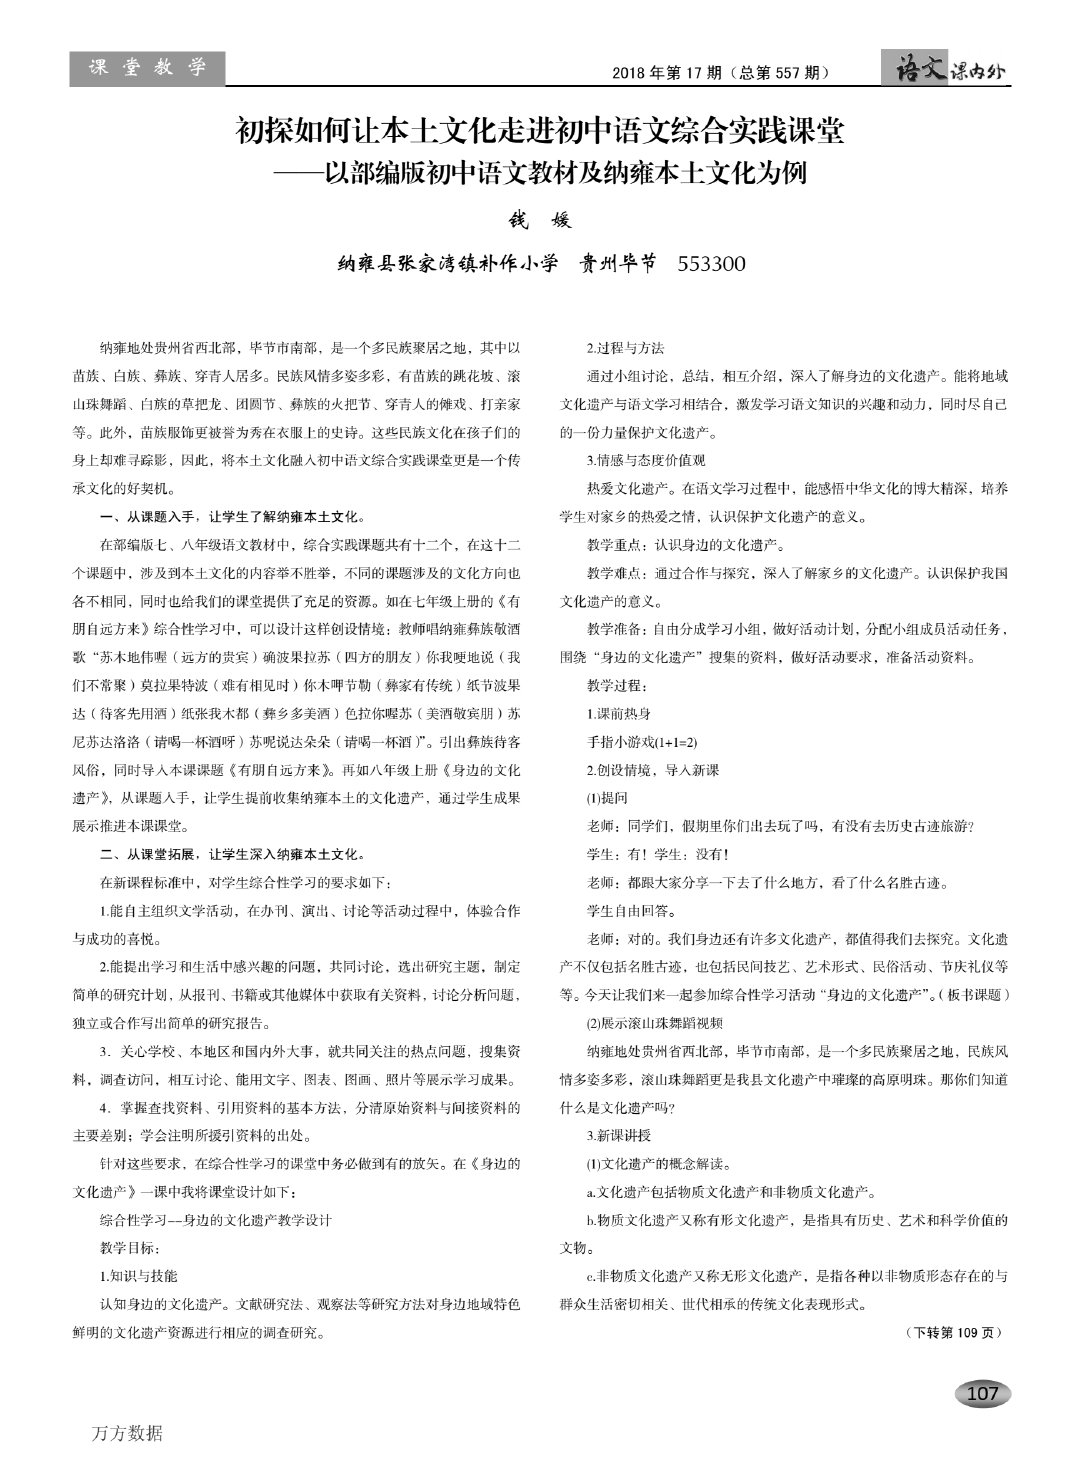 课 堂 教 学
2018 年第 17 期（总第 557 期）
语文课内外
初探如何让本土文化走进初中语文综合实践课堂
——以部编版初中语文教材及纳雍本土文化为例
钱　媛
纳雍县张家湾镇补作小学　贵州毕节　553300
纳雍地处贵州省西北部，毕节市南部，是一个多民族聚居之地，其中以
苗族、白族、彝族、穿青人居多。民族风情多姿多彩，有苗族的跳花坡、滚
山珠舞蹈、白族的草把龙、团圆节、彝族的火把节、穿青人的傩戏、打亲家
等。此外，苗族服饰更被誉为秀在衣服上的史诗。这些民族文化在孩子们的
身上却难寻踪影，因此，将本土文化融入初中语文综合实践课堂更是一个传
承文化的好契机。
一、从课题入手，让学生了解纳雍本土文化。
在部编版七、八年级语文教材中，综合实践课题共有十二个，在这十二
个课题中，涉及到本土文化的内容举不胜举，不同的课题涉及的文化方向也
各不相同，同时也给我们的课堂提供了充足的资源。如在七年级上册的《有
朋自远方来》综合性学习中，可以设计这样创设情境：教师唱纳雍彝族敬酒
歌“苏木地伟喔（远方的贵宾）确波果拉苏（四方的朋友）你我哽地说（我
们不常聚）莫拉果特波（难有相见时）你木呷节勒（彝家有传统）纸节波果
达（待客先用酒）纸张我木都（彝乡多美酒）色拉你喔苏（美酒敬宾朋）苏
尼苏达洛洛（请喝一杯酒呀）苏呢说达朵朵（请喝一杯酒）”。引出彝族待客
风俗，同时导入本课课题《有朋自远方来》。再如八年级上册《身边的文化
遗产》，从课题入手，让学生提前收集纳雍本土的文化遗产，通过学生成果
展示推进本课课堂。
二、从课堂拓展，让学生深入纳雍本土文化。
在新课程标准中，对学生综合性学习的要求如下：
1.能自主组织文学活动，在办刊、演出、讨论等活动过程中，体验合作
与成功的喜悦。
2.能提出学习和生活中感兴趣的问题，共同讨论，选出研究主题，制定
简单的研究计划，从报刊、书籍或其他媒体中获取有关资料，讨论分析问题，
独立或合作写出简单的研究报告。
3．关心学校、本地区和国内外大事，就共同关注的热点问题，搜集资
料，调查访问，相互讨论、能用文字、图表、图画、照片等展示学习成果。
4．掌握查找资料、引用资料的基本方法，分清原始资料与间接资料的
主要差别；学会注明所援引资料的出处。
针对这些要求，在综合性学习的课堂中务必做到有的放矢。在《身边的
文化遗产》一课中我将课堂设计如下：
综合性学习--身边的文化遗产教学设计
教学目标：
1.知识与技能
认知身边的文化遗产。文献研究法、观察法等研究方法对身边地域特色
鲜明的文化遗产资源进行相应的调查研究。
2.过程与方法
通过小组讨论，总结，相互介绍，深入了解身边的文化遗产。能将地域
文化遗产与语文学习相结合，激发学习语文知识的兴趣和动力，同时尽自己
的一份力量保护文化遗产。
3.情感与态度价值观
热爱文化遗产。在语文学习过程中，能感悟中华文化的博大精深，培养
学生对家乡的热爱之情，认识保护文化遗产的意义。
教学重点：认识身边的文化遗产。
教学难点：通过合作与探究，深入了解家乡的文化遗产。认识保护我国
文化遗产的意义。
教学准备：自由分成学习小组，做好活动计划，分配小组成员活动任务，
围绕“身边的文化遗产”搜集的资料，做好活动要求，准备活动资料。
教学过程：
1.课前热身
手指小游戏(1+1=2)
2.创设情境，导入新课
(1)提问
老师：同学们，假期里你们出去玩了吗，有没有去历史古迹旅游?
学生：有！学生：没有!
老师：都跟大家分享一下去了什么地方，看了什么名胜古迹。
学生自由回答。
老师：对的。我们身边还有许多文化遗产，都值得我们去探究。文化遗
产不仅包括名胜古迹，也包括民间技艺、艺术形式、民俗活动、节庆礼仪等
等。今天让我们来一起参加综合性学习活动“身边的文化遗产”。（板书课题）
(2)展示滚山珠舞蹈视频
纳雍地处贵州省西北部，毕节市南部，是一个多民族聚居之地，民族风
情多姿多彩，滚山珠舞蹈更是我县文化遗产中璀璨的高原明珠。那你们知道
什么是文化遗产吗?
3.新课讲授
(1)文化遗产的概念解读。
a.文化遗产包括物质文化遗产和非物质文化遗产。
b.物质文化遗产又称有形文化遗产，是指具有历史、艺术和科学价值的
文物。
c.非物质文化遗产又称无形文化遗产，是指各种以非物质形态存在的与
群众生活密切相关、世代相承的传统文化表现形式。
（下转第 109 页）
107
万方数据